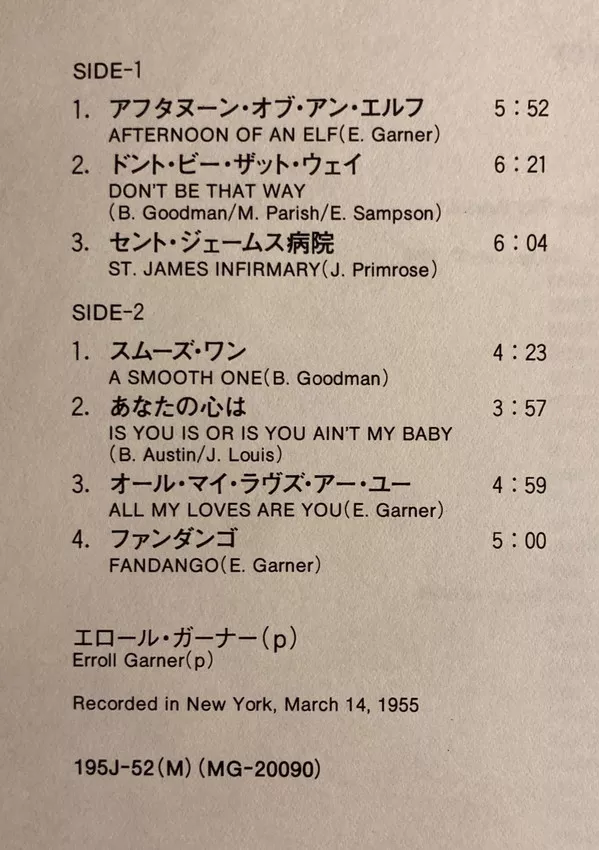 SIDE-1
1. アフタヌーン・オブ・アン・エルフ 5：52
AFTERNOON OF AN ELF(E. Garner)
2. ドント・ビー・ザット・ウェイ 6：21
DON'T BE THAT WAY
(B. Goodman/M. Parish/E. Sampson)
3. セント・ジェームス病院 6：04
ST. JAMES INFIRMARY(J. Primrose)
SIDE-2
1. スムーズ・ワン 4：23
A SMOOTH ONE(B. Goodman)
2. あなたの心は 3：57
IS YOU IS OR IS YOU AIN'T MY BABY
(B. Austin/J. Louis)
3. オール・マイ・ラヴズ・アー・ユー 4：59
ALL MY LOVES ARE YOU(E. Garner)
4. ファンダンゴ 5：00
FANDANGO(E. Garner)
エロール・ガーナー(p)
Erroll Garner(p)
Recorded in New York, March 14, 1955
195J-52(M)(MG-20090)